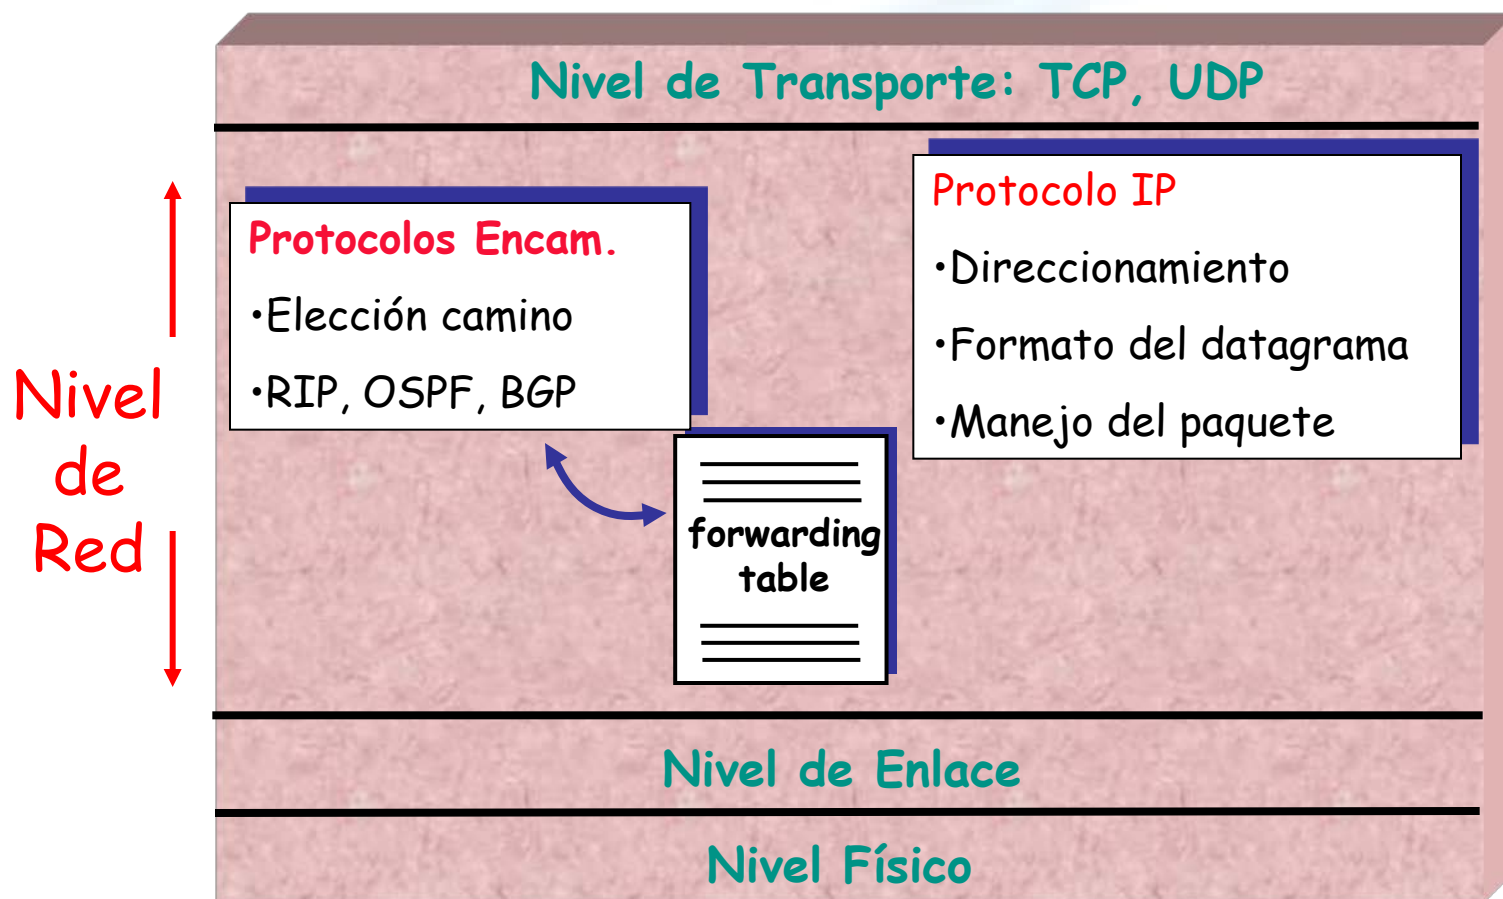 Nivel de Transporte: TCP, UDP
Nivel
de
Red
Protocolos Encam.
•Elección camino
•RIP, OSPF, BGP
Protocolo IP
•Direccionamiento
•Formato del datagrama
•Manejo del paquete
forwarding
table
Nivel de Enlace
Nivel Físico